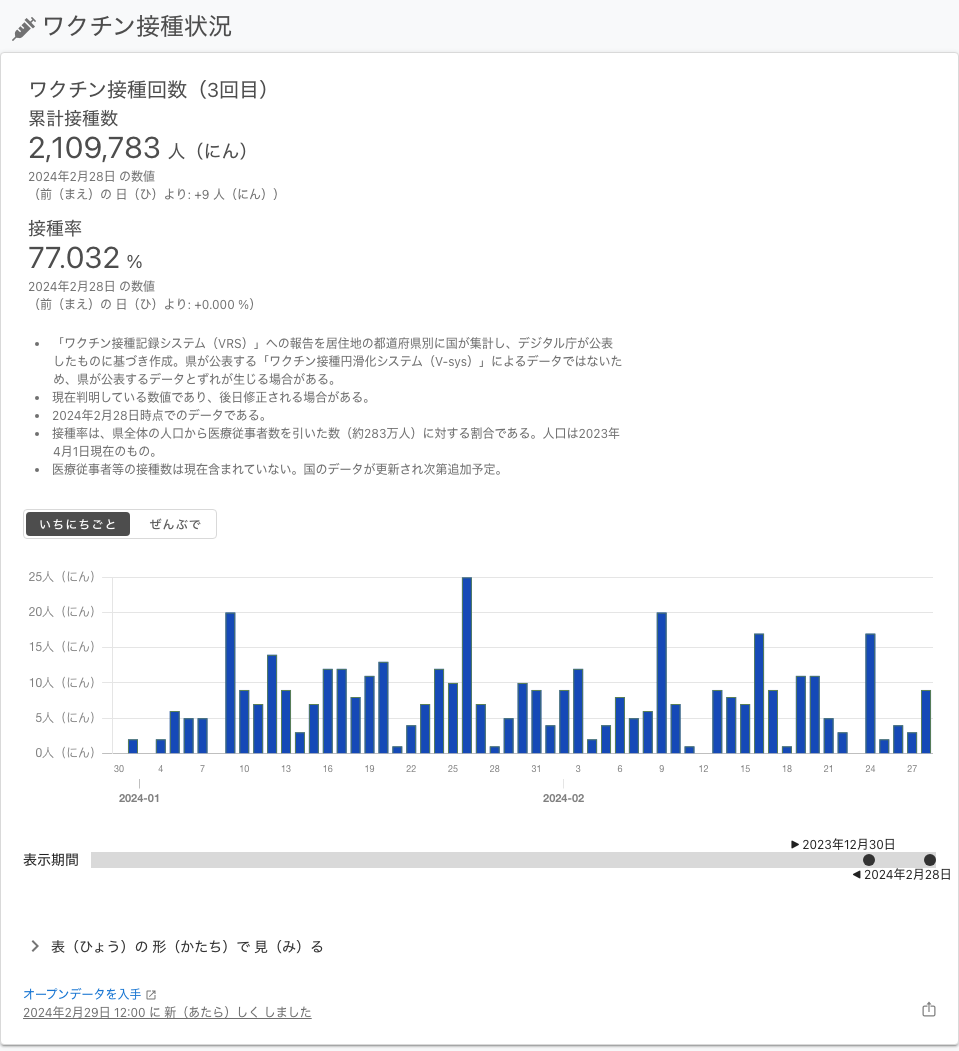 ワクチン接種状況
ワクチン接種回数（3回目）
累計接種数
2,109,783 人（にん）
2024年2月28日 の数値
（前（まえ）の 日（ひ）より: +9 人（にん））
接種率
77.032 %
2024年2月28日 の数値
（前（まえ）の 日（ひ）より: +0.000 %）
• 「ワクチン接種記録システム（VRS）」への報告を居住地の都道府県別に国が集計し、デジタル庁が公表
したものに基づき作成。県が公表する「ワクチン接種円滑化システム（V-sys）」によるデータではないた
め、県が公表するデータとずれが生じる場合がある。
• 現在判明している数値であり、後日修正される場合がある。
• 2024年2月28日時点でのデータである。
• 接種率は、県全体の人口から医療従事者数を引いた数（約283万人）に対する割合である。人口は2023年
4月1日現在のもの。
• 医療従事者等の接種数は現在含まれていない。国のデータが更新され次第追加予定。
いちにちごと ぜんぶで
25人（にん）
20人（にん）
15人（にん）
10人（にん）
5人（にん）
0人（にん）
30 4 7 10 13 16 19 22 25 28 31 3 6 9 12 15 18 21 24 27
2024-01 2024-02
▶ 2023年12月30日
表示期間
◀ 2024年2月28日
表（ひょう）の 形（かたち）で 見（み）る
オープンデータを入手
2024年2月29日 12:00 に 新（あたら）しく しました